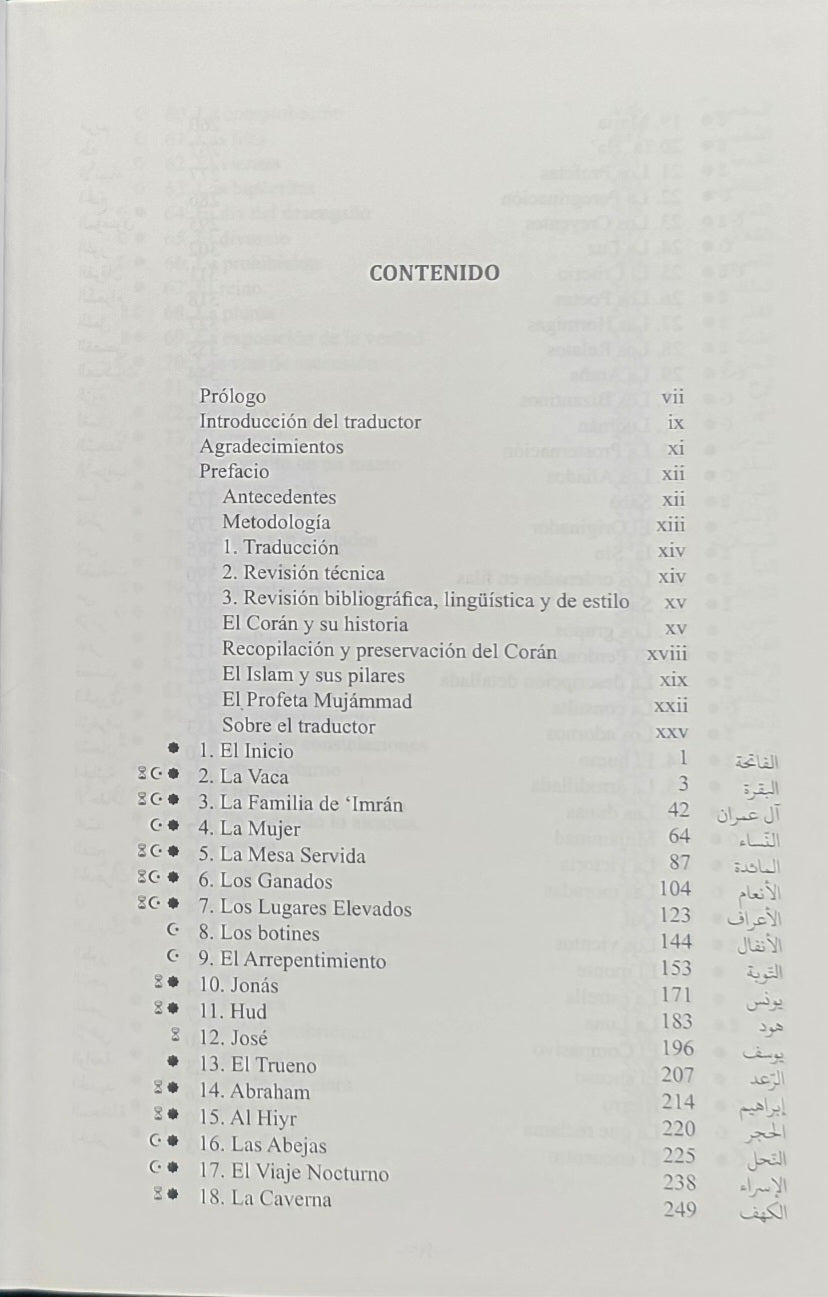 CONTENIDO
Prólogo vii
Introducción del traductor ix
Agradecimientos xi
Prefacio xii
Antecedentes xii
Metodología xiii
1. Traducción xiv
2. Revisión técnica xiv
3. Revisión bibliográfica, lingüística y de estilo xv
El Corán y su historia xv
Recopilación y preservación del Corán xviii
El Islam y sus pilares xix
El Profeta Mujámmad xxii
Sobre el traductor xxv
1. El Inicio 1 الفاتحة
2. La Vaca 3 البقرة
3. La Familia de ‘Imrán 42 آل عمران
4. La Mujer 64 النساء
5. La Mesa Servida 87 المائدة
6. Los Ganados 104 الأنعام
7. Los Lugares Elevados 123 الأعراف
8. Los botines 144 الأنفال
9. El Arrepentimiento 153 التوبة
10. Jonás 171 يونس
11. Hud 183 هود
12. José 196 يوسف
13. El Trueno 207 الرعد
14. Abraham 214 إبراهيم
15. Al Hiyr 220 الحجر
16. Las Abejas 225 النحل
17. El Viaje Nocturno 238 الإسراء
18. La Caverna 249 الكهف